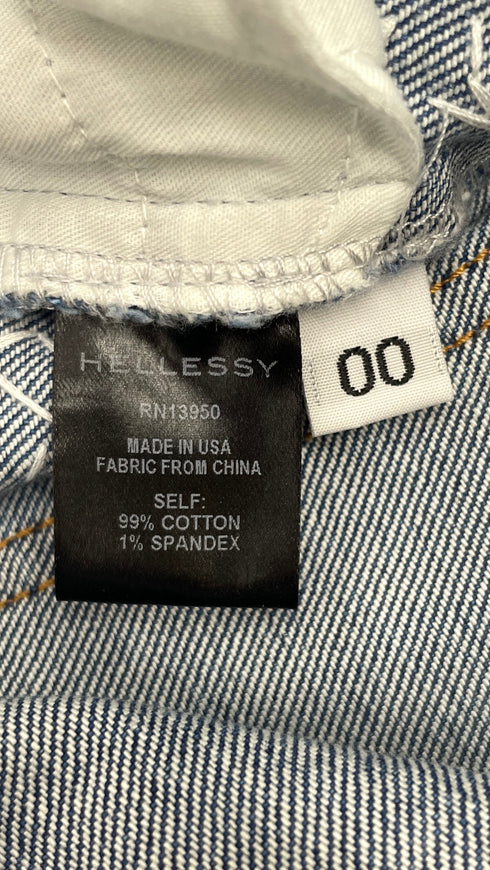 HELLESSY
RN13950
MADE IN USA
FABRIC FROM CHINA
SELF:
99% COTTON
1% SPANDEX
00